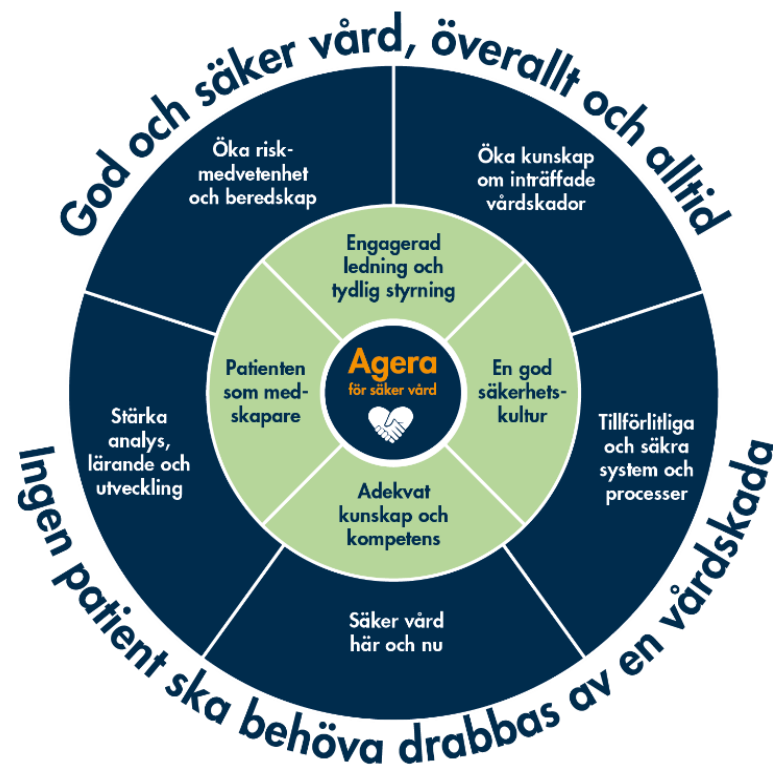 God och säker vård, överallt och alltid
Öka risk-
medvetenhet
och beredskap
Öka kunskap
om inträffade
vårdskador
Engagerad
ledning och
tydlig styrning
Patienten
som med-
skapare
Agera
för säker vård
En god
säkerhets-
kultur
Stärka
analys,
lärande och
utveckling
Tillförlitliga
och säkra
system och
processer
Adekvat
kunskap och
kompetens
Säker vård
här och nu
Ingen patient ska behöva drabbas av en vårdskada